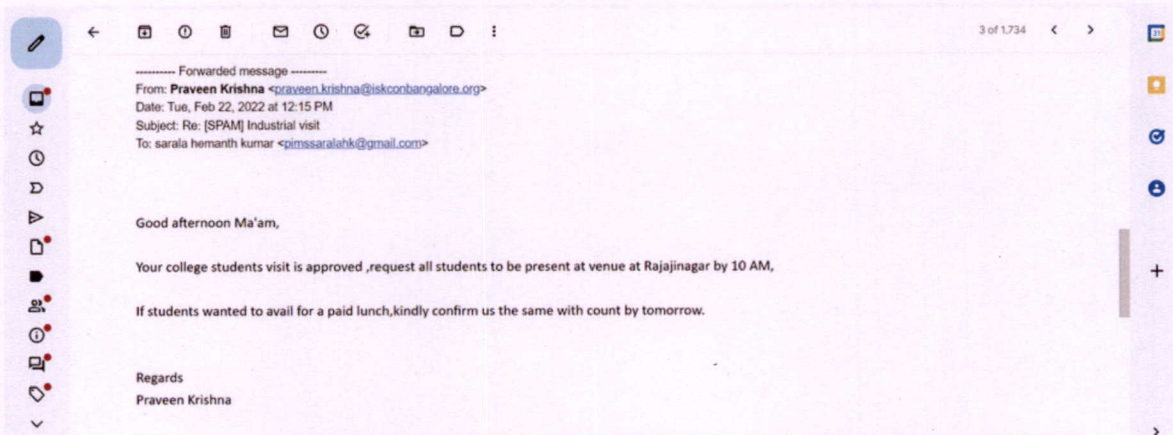 3 of 1,734
---------- Forwarded message ---------
From: Praveen Krishna <praveen.krishna@iskconbangalore.org>
Date: Tue, Feb 22, 2022 at 12:15 PM
Subject: Re: [SPAM] Industrial visit
To: sarala hemanth kumar <pimssaralahk@gmail.com>
Good afternoon Ma'am,
Your college students visit is approved ,request all students to be present at venue at Rajajinagar by 10 AM,
If students wanted to avail for a paid lunch,kindly confirm us the same with count by tomorrow.
Regards
Praveen Krishna